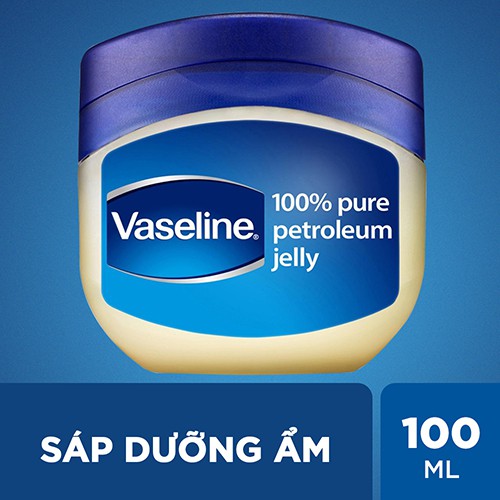 Vaseline®
100% pure
petroleum
jelly
SÁP DƯỠNG ẨM
100
ML